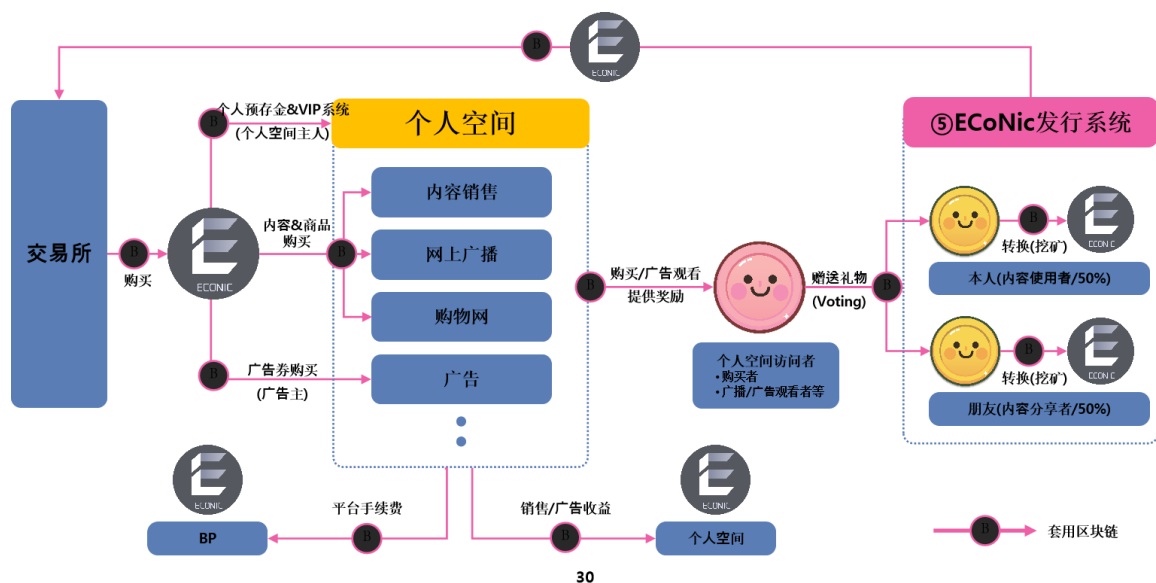 B
ECONIC
交易所
B
购买
ECONIC
B
个人预存金&VIP系统
(个人空间主人)
内容&商品
购买
B
B
广告券购买
(广告主)
个人空间
内容销售
网上广播
购物网
广告
B
购买/广告观看
提供奖励
个人空间访问者
• 购买者
• 广播/广告观看者等
赠送礼物
(Voting)
B
⑤ECoNic发行系统
B
转换(挖矿)
ECONIC
本人(内容使用者/50%)
B
转换(挖矿)
ECONIC
朋友(内容分享者/50%)
ECONIC
BP
平台手续费
B
销售/广告收益
B
ECONIC
个人空间
B
套用区块链
30